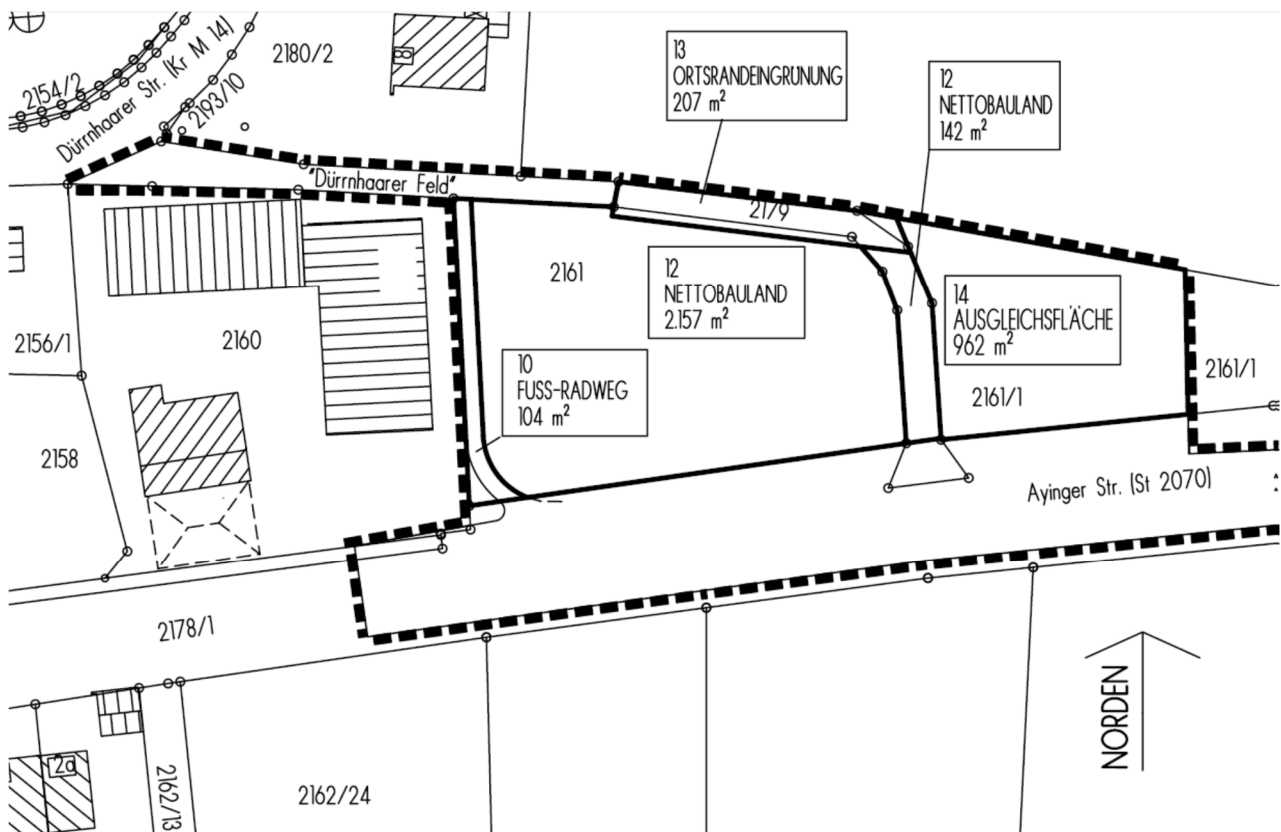 2154/2
Dürrnhaarer Str. (Kr M 14)
2193/10
2180/2
8
13
ORTSRANDEINGRÜNUNG
207 m²
12
NETTOBAULAND
142 m²
"Dürrnhaarer Feld"
2179
2161
12
NETTOBAULAND
2.157 m²
14
AUSGLEICHSFLÄCHE
962 m²
2156/1
2160
10
FUSS-RADWEG
104 m²
2161/1
2161/1
2158
Ayinger Str. (St 2070)
2178/1
NORDEN
2a
2162/13
2162/24